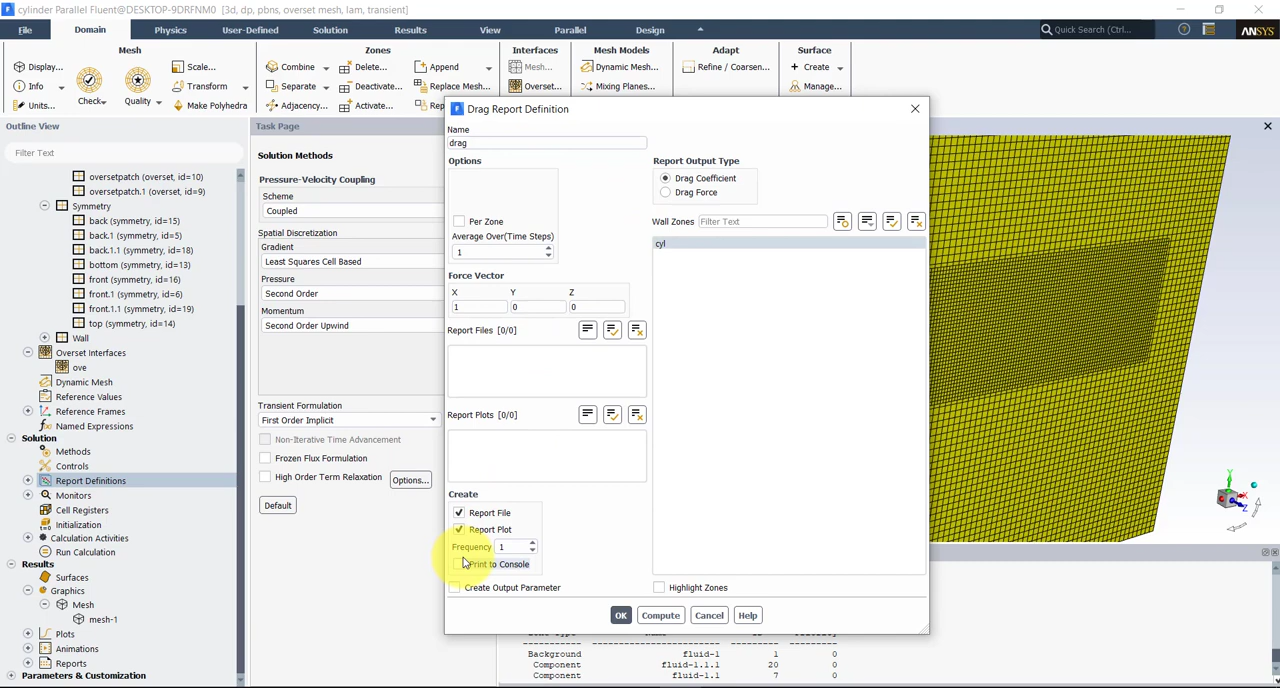 cylinder Parallel Fluent@DESKTOP-9DRFNM0 [3d, dp, pbns, overset mesh, lam, transient]
File Domain Physics User-Defined Solution Results View Parallel Design Quick Search (Ctrl... ANSYS
Mesh Zones Interfaces Mesh Models Adapt Surface
Display... Scale... Combine Delete... Append Mesh... Dynamic Mesh... Refine / Coarsen... Create
Info Transform Separate Deactivate... Replace Mesh... Overset... Mixing Planes... Manage...
Units... Check Quality Make Polyhedra Adjacency... Activate...
Outline View
Task Page
Filter Text
oversetpatch (overset, id=10)
oversetpatch.1 (overset, id=9)
Symmetry
back (symmetry, id=15)
back.1 (symmetry, id=5)
back.1.1 (symmetry, id=18)
bottom (symmetry, id=13)
front (symmetry, id=16)
front.1 (symmetry, id=6)
front.1.1 (symmetry, id=19)
top (symmetry, id=14)
Wall
Overset Interfaces
ove
Dynamic Mesh
Reference Values
Reference Frames
Named Expressions
Solution
Methods
Controls
Report Definitions
Monitors
Cell Registers
Initialization
Calculation Activities
Run Calculation
Results
Surfaces
Graphics
Mesh
mesh-1
Plots
Animations
Reports
Parameters & Customization
Solution Methods
Pressure-Velocity Coupling
Scheme
Coupled
Spatial Discretization
Gradient
Least Squares Cell Based
Pressure
Second Order
Momentum
Second Order Upwind
Transient Formulation
First Order Implicit
Non-Iterative Time Advancement
Frozen Flux Formulation
High Order Term Relaxation Options...
Default
Drag Report Definition
Name
drag
Options
Per Zone
Average Over(Time Steps)
1
Force Vector
X Y Z
1 0 0
Report Files [0/0]
Report Plots [0/0]
Create
Report File
Report Plot
Frequency 1
Print to Console
Create Output Parameter
Report Output Type
Drag Coefficient
Drag Force
Wall Zones Filter Text
cyl
Highlight Zones
OK Compute Cancel Help
Y
X
Z
Background fluid-1 1 0
Component fluid-1.1.1 20 0
Component fluid-1.1 7 0